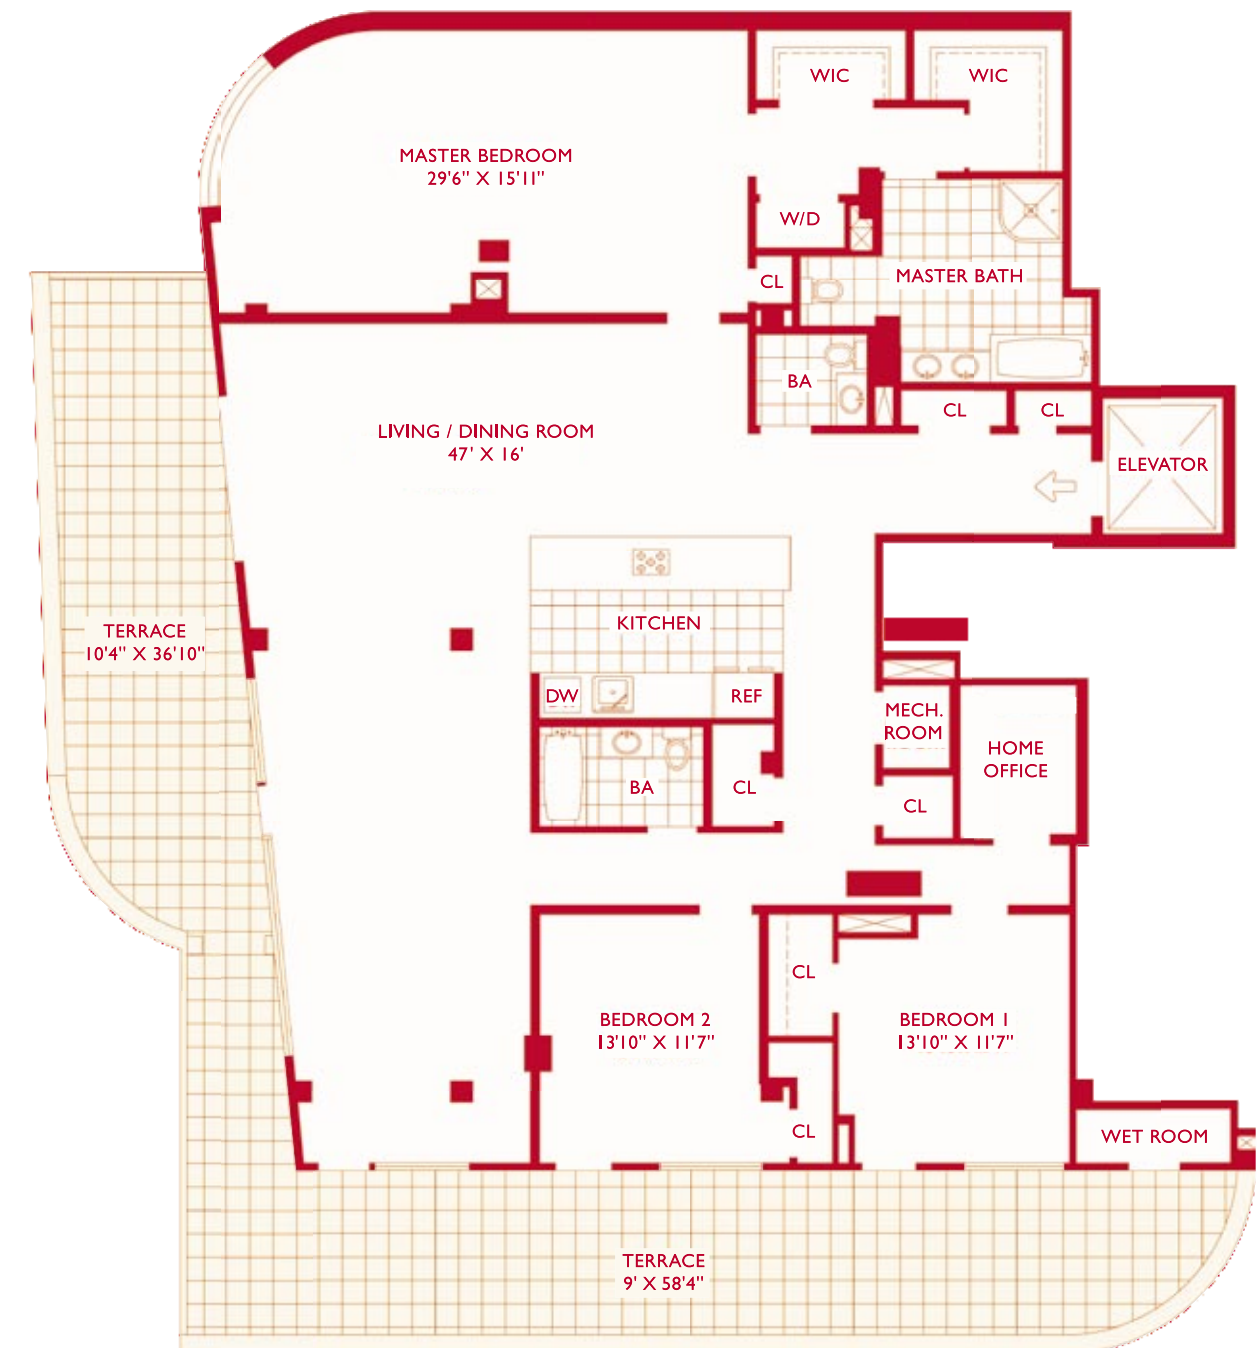 WIC
WIC
MASTER BEDROOM
29'6" X 15'11"
W/D
CL
MASTER BATH
BA
CL
CL
LIVING / DINING ROOM
47' X 16'
ELEVATOR
KITCHEN
TERRACE
10'4" X 36'10"
DW
REF
MECH.
ROOM
HOME
OFFICE
BA
CL
CL
CL
BEDROOM 2
13'10" X 11'7"
BEDROOM 1
13'10" X 11'7"
CL
WET ROOM
TERRACE
9' X 58'4"